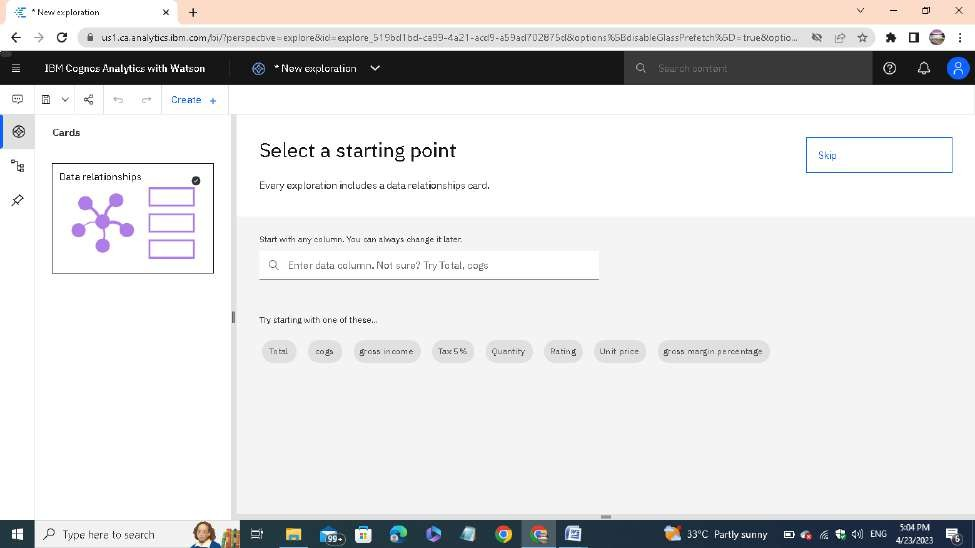 * New exploration
us1.ca.analytics.ibm.com/bi/?perspective=explore&id=explore_519bd1bd-ca99-4a21-acd9-a59ad702875d&options%5BdisableGlassPrefetch%5D=true&optio...
IBM Cognos Analytics with Watson
* New exploration
Search content
Create +
Cards
Data relationships
Select a starting point
Skip
Every exploration includes a data relationships card.
Start with any column. You can always change it later.
Enter data column. Not sure? Try Total, cogs
Try starting with one of these...
Total cogs gross income Tax 5% Quantity Rating Unit price gross margin percentage
Type here to search
99+
33°C Partly sunny
ENG
5:04 PM
4/23/2023
6